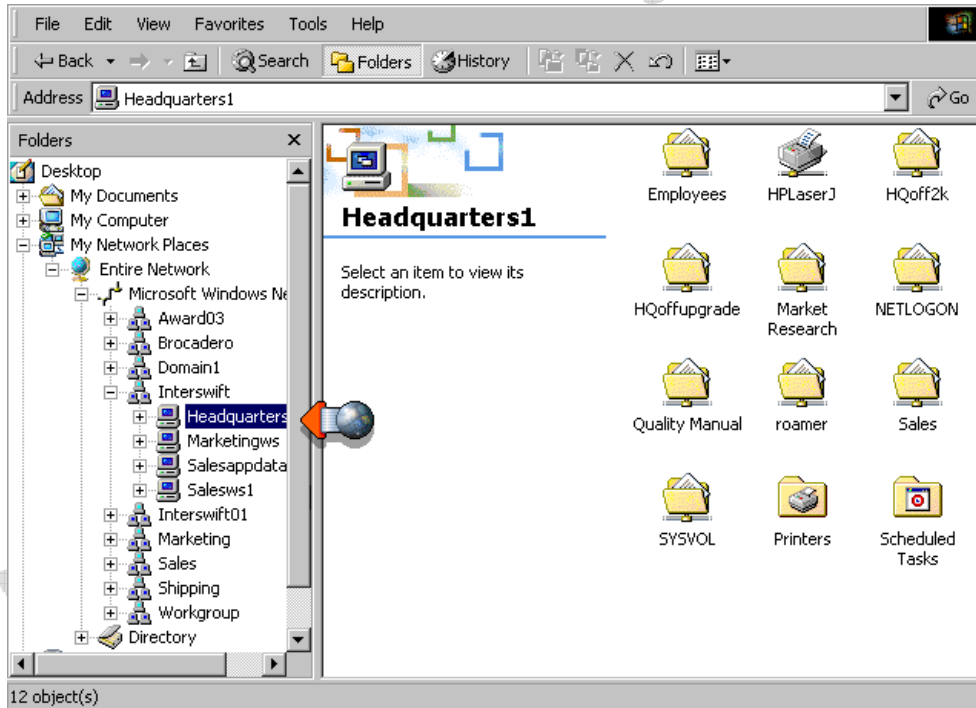 File Edit View Favorites Tools Help
Back Search Folders History
Address Headquarters1 Go
Folders
Desktop
My Documents
My Computer
My Network Places
Entire Network
Microsoft Windows Ne
Award03
Brocadero
Domain1
Interswift
Headquarters
Marketingws
Salesappdata
Salesws1
Interswift01
Marketing
Sales
Shipping
Workgroup
Directory
Headquarters1
Select an item to view its
description.
Employees HPLaserJ HQoff2k
HQoffupgrade Market NETLOGON
Research
Quality Manual roamer Sales
SYSVOL Printers Scheduled
Tasks
12 object(s)